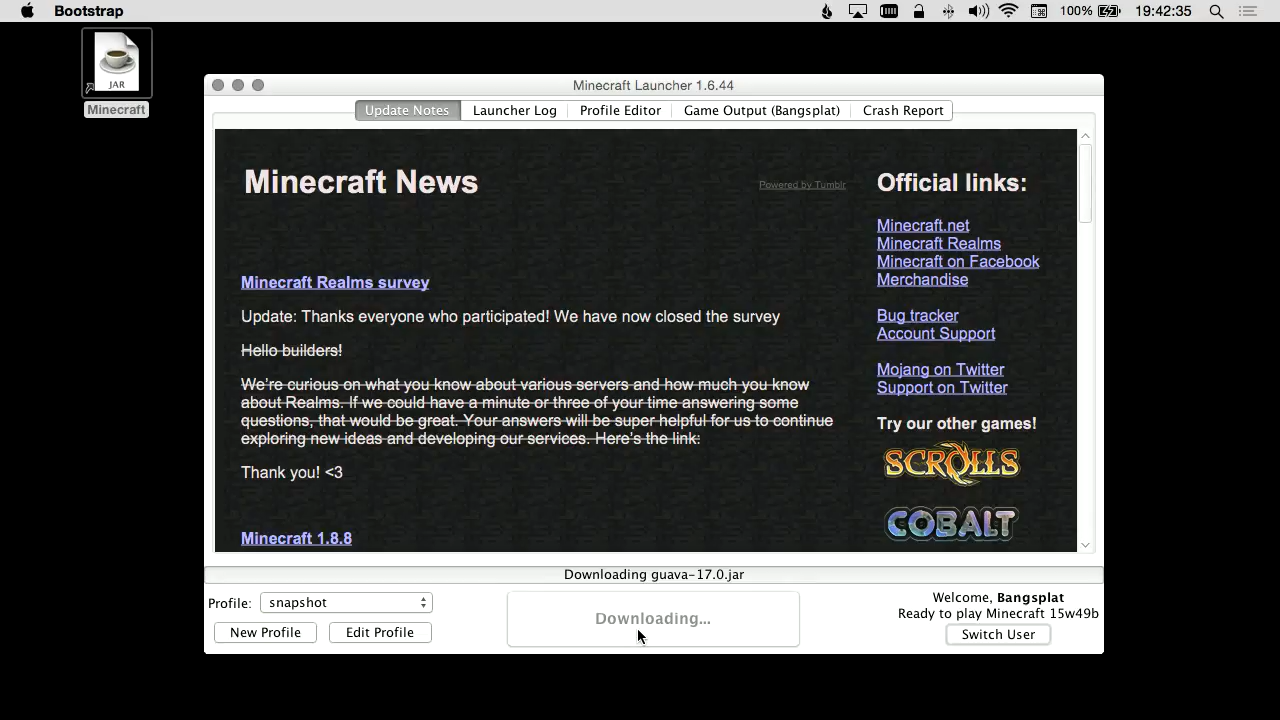 Bootstrap
100%
19:42:35
JAR
Minecraft
Minecraft Launcher 1.6.44
Update Notes
Launcher Log
Profile Editor
Game Output (Bangsplat)
Crash Report
Minecraft News
Powered by Tumblr
Minecraft Realms survey
Update: Thanks everyone who participated! We have now closed the survey
Hello builders!
We're curious on what you know about various servers and how much you know
about Realms. If we could have a minute or three of your time answering some
questions, that would be great. Your answers will be super helpful for us to continue
exploring new ideas and developing our services. Here's the link:
Thank you! <3
Minecraft 1.8.8
Official links:
Minecraft.net
Minecraft Realms
Minecraft on Facebook
Merchandise
Bug tracker
Account Support
Mojang on Twitter
Support on Twitter
Try our other games!
SCROLLS
COBALT
Downloading guava-17.0.jar
Profile:
snapshot
New Profile
Edit Profile
Downloading...
Welcome, Bangsplat
Ready to play Minecraft 15w49b
Switch User